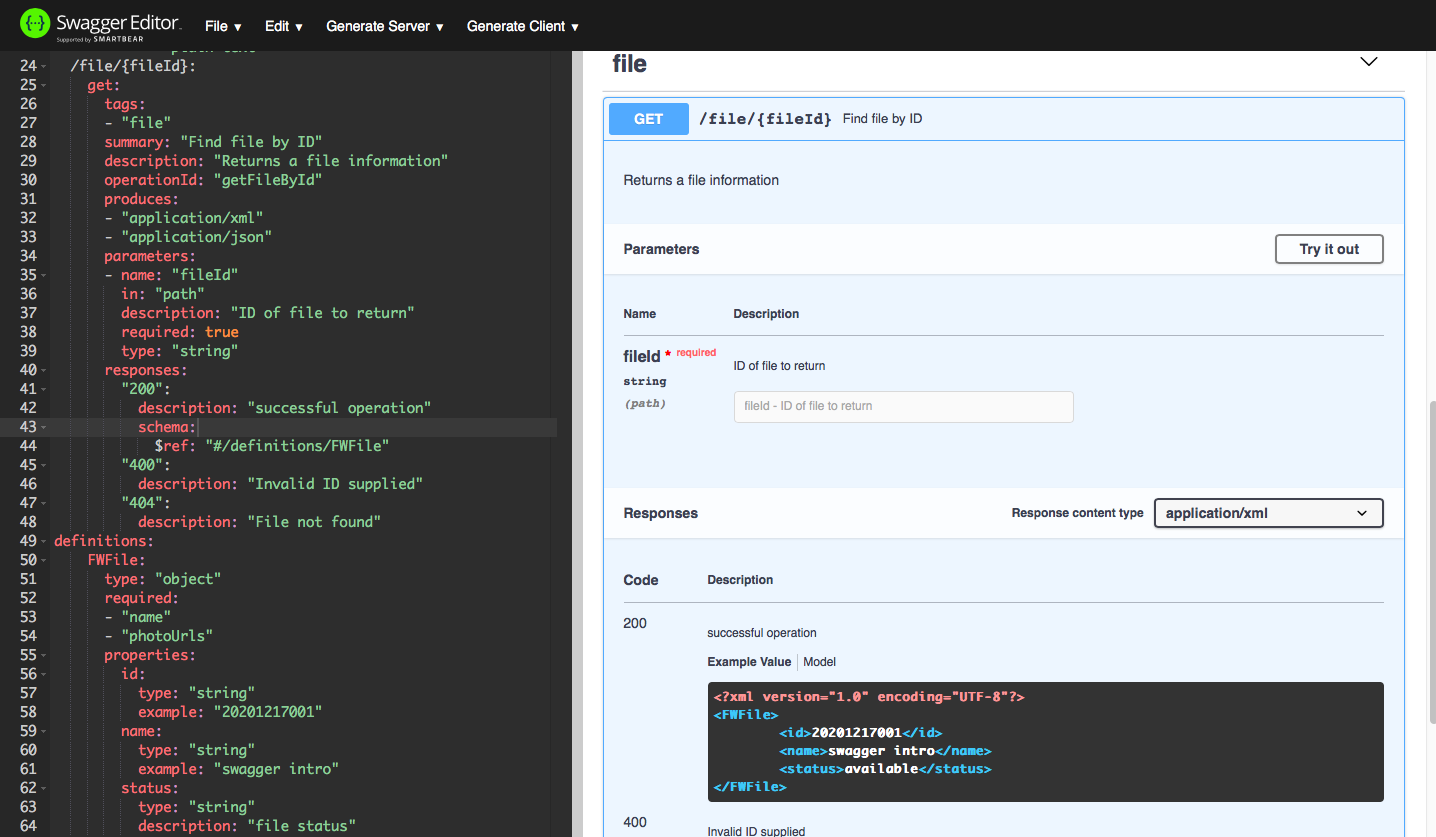 Swagger Editor
Supported by SMARTBEAR
File ▾ Edit ▾ Generate Server ▾ Generate Client ▾
24 /file/{fileId}:
25 get:
26 tags:
27 - "file"
28 summary: "Find file by ID"
29 description: "Returns a file information"
30 operationId: "getFileById"
31 produces:
32 - "application/xml"
33 - "application/json"
34 parameters:
35 - name: "fileId"
36 in: "path"
37 description: "ID of file to return"
38 required: true
39 type: "string"
40 responses:
41 "200":
42 description: "successful operation"
43 schema:
44 $ref: "#/definitions/FWFile"
45 "400":
46 description: "Invalid ID supplied"
47 "404":
48 description: "File not found"
49 definitions:
50 FWFile:
51 type: "object"
52 required:
53 - "name"
54 - "photoUrls"
55 properties:
56 id:
57 type: "string"
58 example: "20201217001"
59 name:
60 type: "string"
61 example: "swagger intro"
62 status:
63 type: "string"
64 description: "file status"
file
GET /file/{fileId} Find file by ID
Returns a file information
Parameters Try it out
Name Description
fileId * required
string
(path)
ID of file to return
fileId - ID of file to return
Responses Response content type application/xml
Code Description
200
successful operation
Example Value Model
<?xml version="1.0" encoding="UTF-8"?>
<FWFile>
<id>20201217001</id>
<name>swagger intro</name>
<status>available</status>
</FWFile>
400
Invalid ID supplied